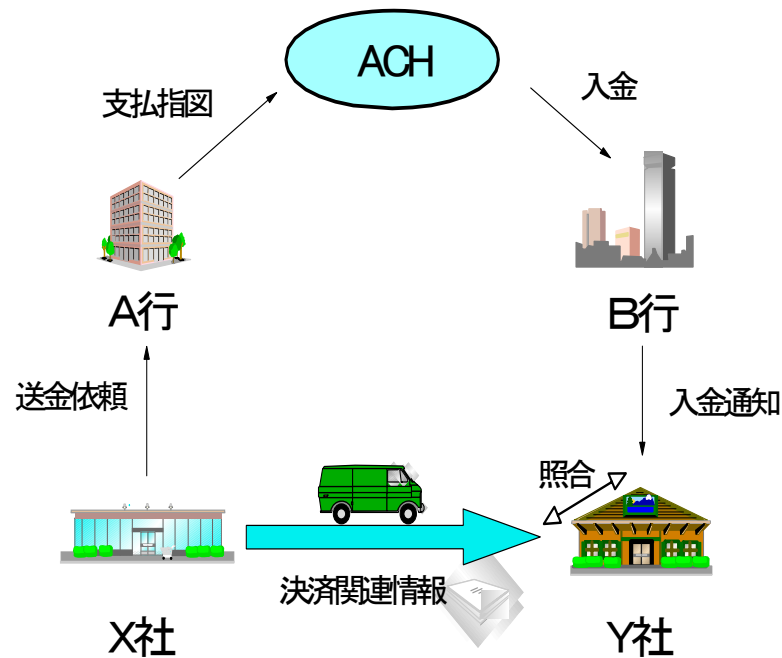 ACH
支払指図
入金
A行
B行
送金依頼
入金通知
照合
決済関連情報
X社
Y社